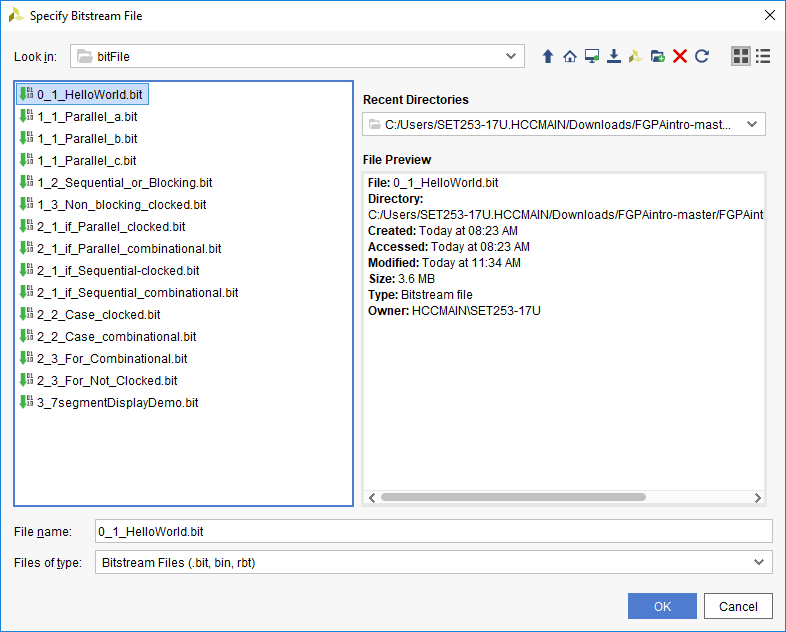 Specify Bitstream File
Look in: bitFile
0_1_HelloWorld.bit
1_1_Parallel_a.bit
1_1_Parallel_b.bit
1_1_Parallel_c.bit
1_2_Sequential_or_Blocking.bit
1_3_Non_blocking_clocked.bit
2_1_if_Parallel_clocked.bit
2_1_if_Parallel_combinational.bit
2_1_if_Sequential-clocked.bit
2_1_if_Sequential_combinational.bit
2_2_Case_clocked.bit
2_2_Case_combinational.bit
2_3_For_Combinational.bit
2_3_For_Not_Clocked.bit
3_7segmentDisplayDemo.bit
Recent Directories
C:/Users/SET253-17U.HCCMAIN/Downloads/FGPAintro-mast...
File Preview
File: 0_1_HelloWorld.bit
Directory:
C:/Users/SET253-17U.HCCMAIN/Downloads/FGPAintro-master/FGPAint
Created: Today at 08:23 AM
Accessed: Today at 08:23 AM
Modified: Today at 11:34 AM
Size: 3.6 MB
Type: Bitstream file
Owner: HCCMAIN\SET253-17U
File name: 0_1_HelloWorld.bit
Files of type: Bitstream Files (.bit, bin, rbt)
OK Cancel